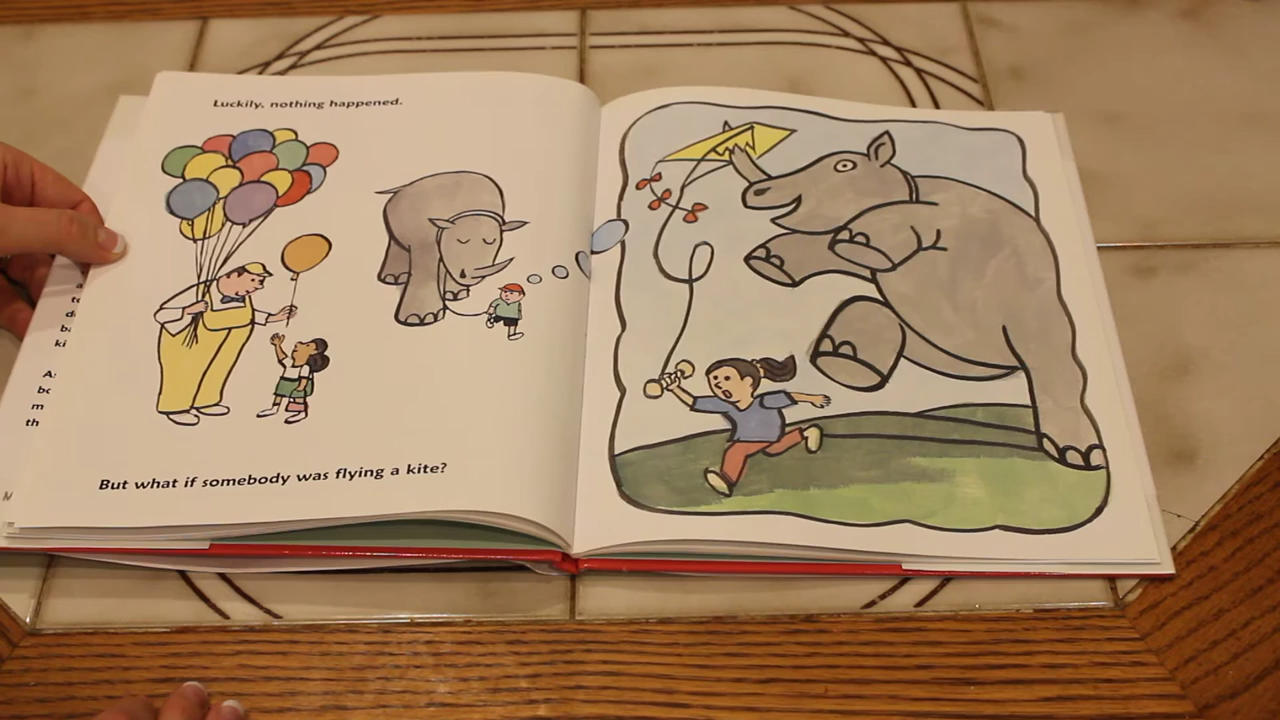 Luckily, nothing happened.
But what if somebody was flying a kite?